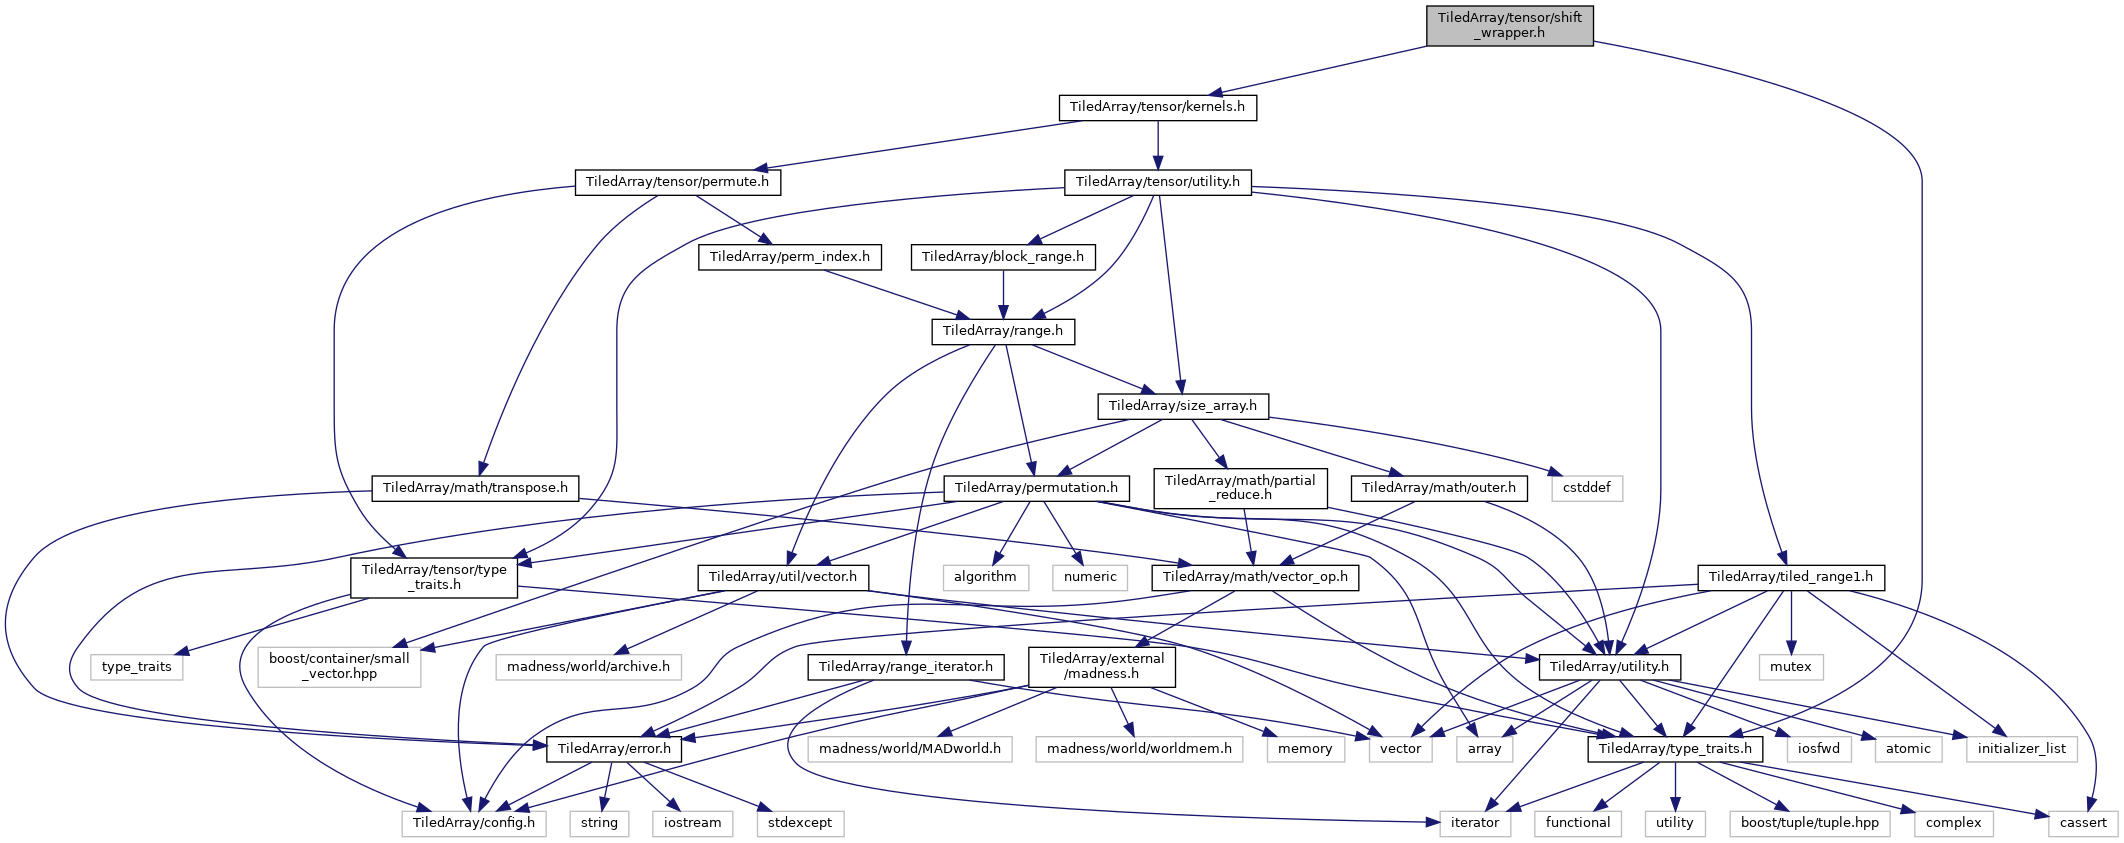 TiledArray/tensor/shift
_wrapper.h
TiledArray/tensor/kernels.h
TiledArray/tensor/permute.h
TiledArray/tensor/utility.h
TiledArray/perm_index.h
TiledArray/block_range.h
TiledArray/range.h
TiledArray/size_array.h
TiledArray/math/transpose.h
TiledArray/permutation.h
TiledArray/math/partial
_reduce.h
TiledArray/math/outer.h
cstddef
TiledArray/tensor/type
_traits.h
TiledArray/util/vector.h
algorithm
numeric
TiledArray/math/vector_op.h
TiledArray/tiled_range1.h
type_traits
boost/container/small
_vector.hpp
madness/world/archive.h
TiledArray/range_iterator.h
TiledArray/external
/madness.h
TiledArray/utility.h
mutex
TiledArray/error.h
madness/world/MADworld.h
madness/world/worldmem.h
memory
vector
array
TiledArray/type_traits.h
iosfwd
atomic
initializer_list
TiledArray/config.h
string
iostream
stdexcept
iterator
functional
utility
boost/tuple/tuple.hpp
complex
cassert